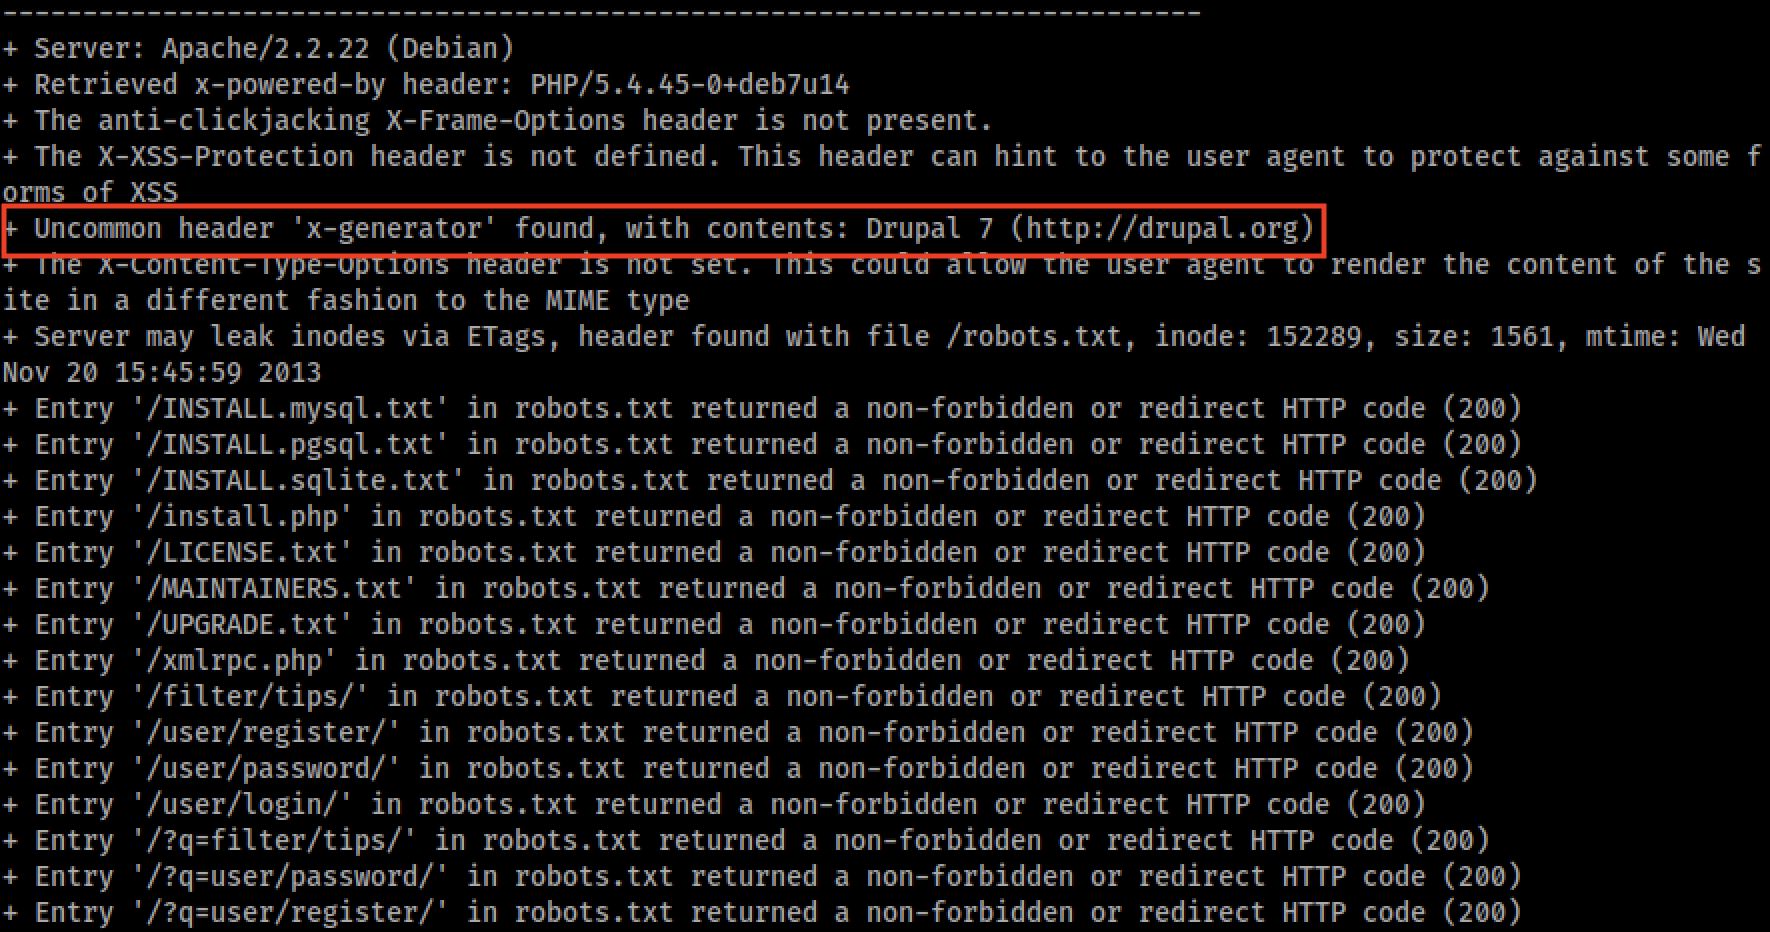 ---------------------------------------------------------------------------
+ Server: Apache/2.2.22 (Debian)
+ Retrieved x-powered-by header: PHP/5.4.45-0+deb7u14
+ The anti-clickjacking X-Frame-Options header is not present.
+ The X-XSS-Protection header is not defined. This header can hint to the user agent to protect against some f
orms of XSS
+ Uncommon header 'x-generator' found, with contents: Drupal 7 (http://drupal.org)
+ The X-Content-Type-Options header is not set. This could allow the user agent to render the content of the s
ite in a different fashion to the MIME type
+ Server may leak inodes via ETags, header found with file /robots.txt, inode: 152289, size: 1561, mtime: Wed
Nov 20 15:45:59 2013
+ Entry '/INSTALL.mysql.txt' in robots.txt returned a non-forbidden or redirect HTTP code (200)
+ Entry '/INSTALL.pgsql.txt' in robots.txt returned a non-forbidden or redirect HTTP code (200)
+ Entry '/INSTALL.sqlite.txt' in robots.txt returned a non-forbidden or redirect HTTP code (200)
+ Entry '/install.php' in robots.txt returned a non-forbidden or redirect HTTP code (200)
+ Entry '/LICENSE.txt' in robots.txt returned a non-forbidden or redirect HTTP code (200)
+ Entry '/MAINTAINERS.txt' in robots.txt returned a non-forbidden or redirect HTTP code (200)
+ Entry '/UPGRADE.txt' in robots.txt returned a non-forbidden or redirect HTTP code (200)
+ Entry '/xmlrpc.php' in robots.txt returned a non-forbidden or redirect HTTP code (200)
+ Entry '/filter/tips/' in robots.txt returned a non-forbidden or redirect HTTP code (200)
+ Entry '/user/register/' in robots.txt returned a non-forbidden or redirect HTTP code (200)
+ Entry '/user/password/' in robots.txt returned a non-forbidden or redirect HTTP code (200)
+ Entry '/user/login/' in robots.txt returned a non-forbidden or redirect HTTP code (200)
+ Entry '/?q=filter/tips/' in robots.txt returned a non-forbidden or redirect HTTP code (200)
+ Entry '/?q=user/password/' in robots.txt returned a non-forbidden or redirect HTTP code (200)
+ Entry '/?q=user/register/' in robots.txt returned a non-forbidden or redirect HTTP code (200)